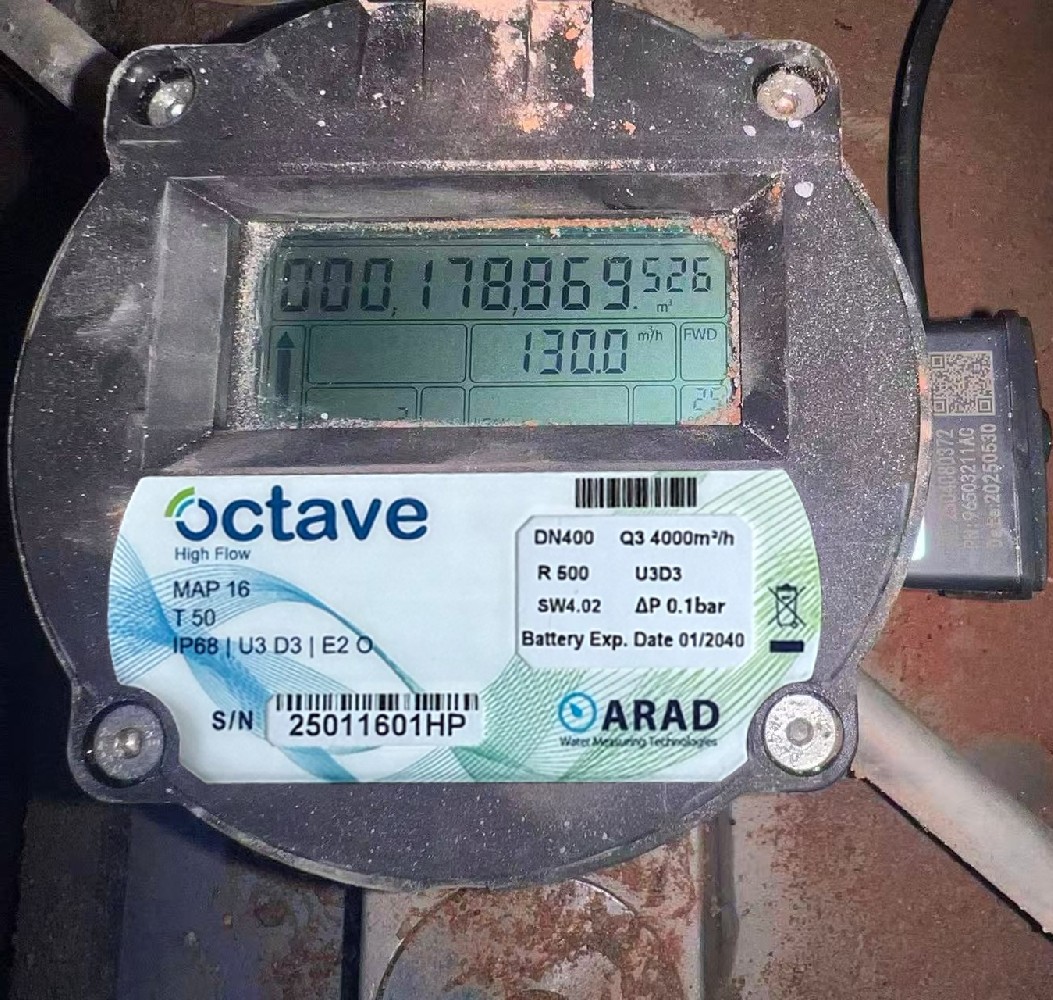 000,178,869.526
m³
130.0 m³/h FWD
octave
High Flow
MAP 16
T 50
IP68 | U3 D3 | E2 O
DN400 Q3 4000m³/h
R 500 U3D3
SW4.02 ΔP 0.1bar
Battery Exp. Date 01/2040
S/N 25011601HP
ARAD
Water Measuring Technologies
Date:20250530